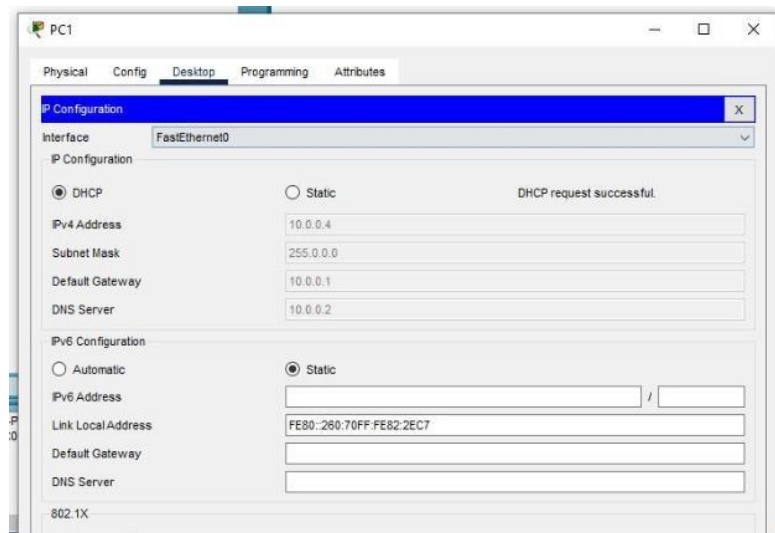 PC1
Physical Config Desktop Programming Attributes
IP Configuration X
Interface FastEthernet0
IP Configuration
DHCP Static DHCP request successful.
IPv4 Address 10.0.0.4
Subnet Mask 255.0.0.0
Default Gateway 10.0.0.1
DNS Server 10.0.0.2
IPv6 Configuration
Automatic Static
IPv6 Address /
Link Local Address FE80::260:70FF:FE82:2EC7
Default Gateway
DNS Server
802.1X